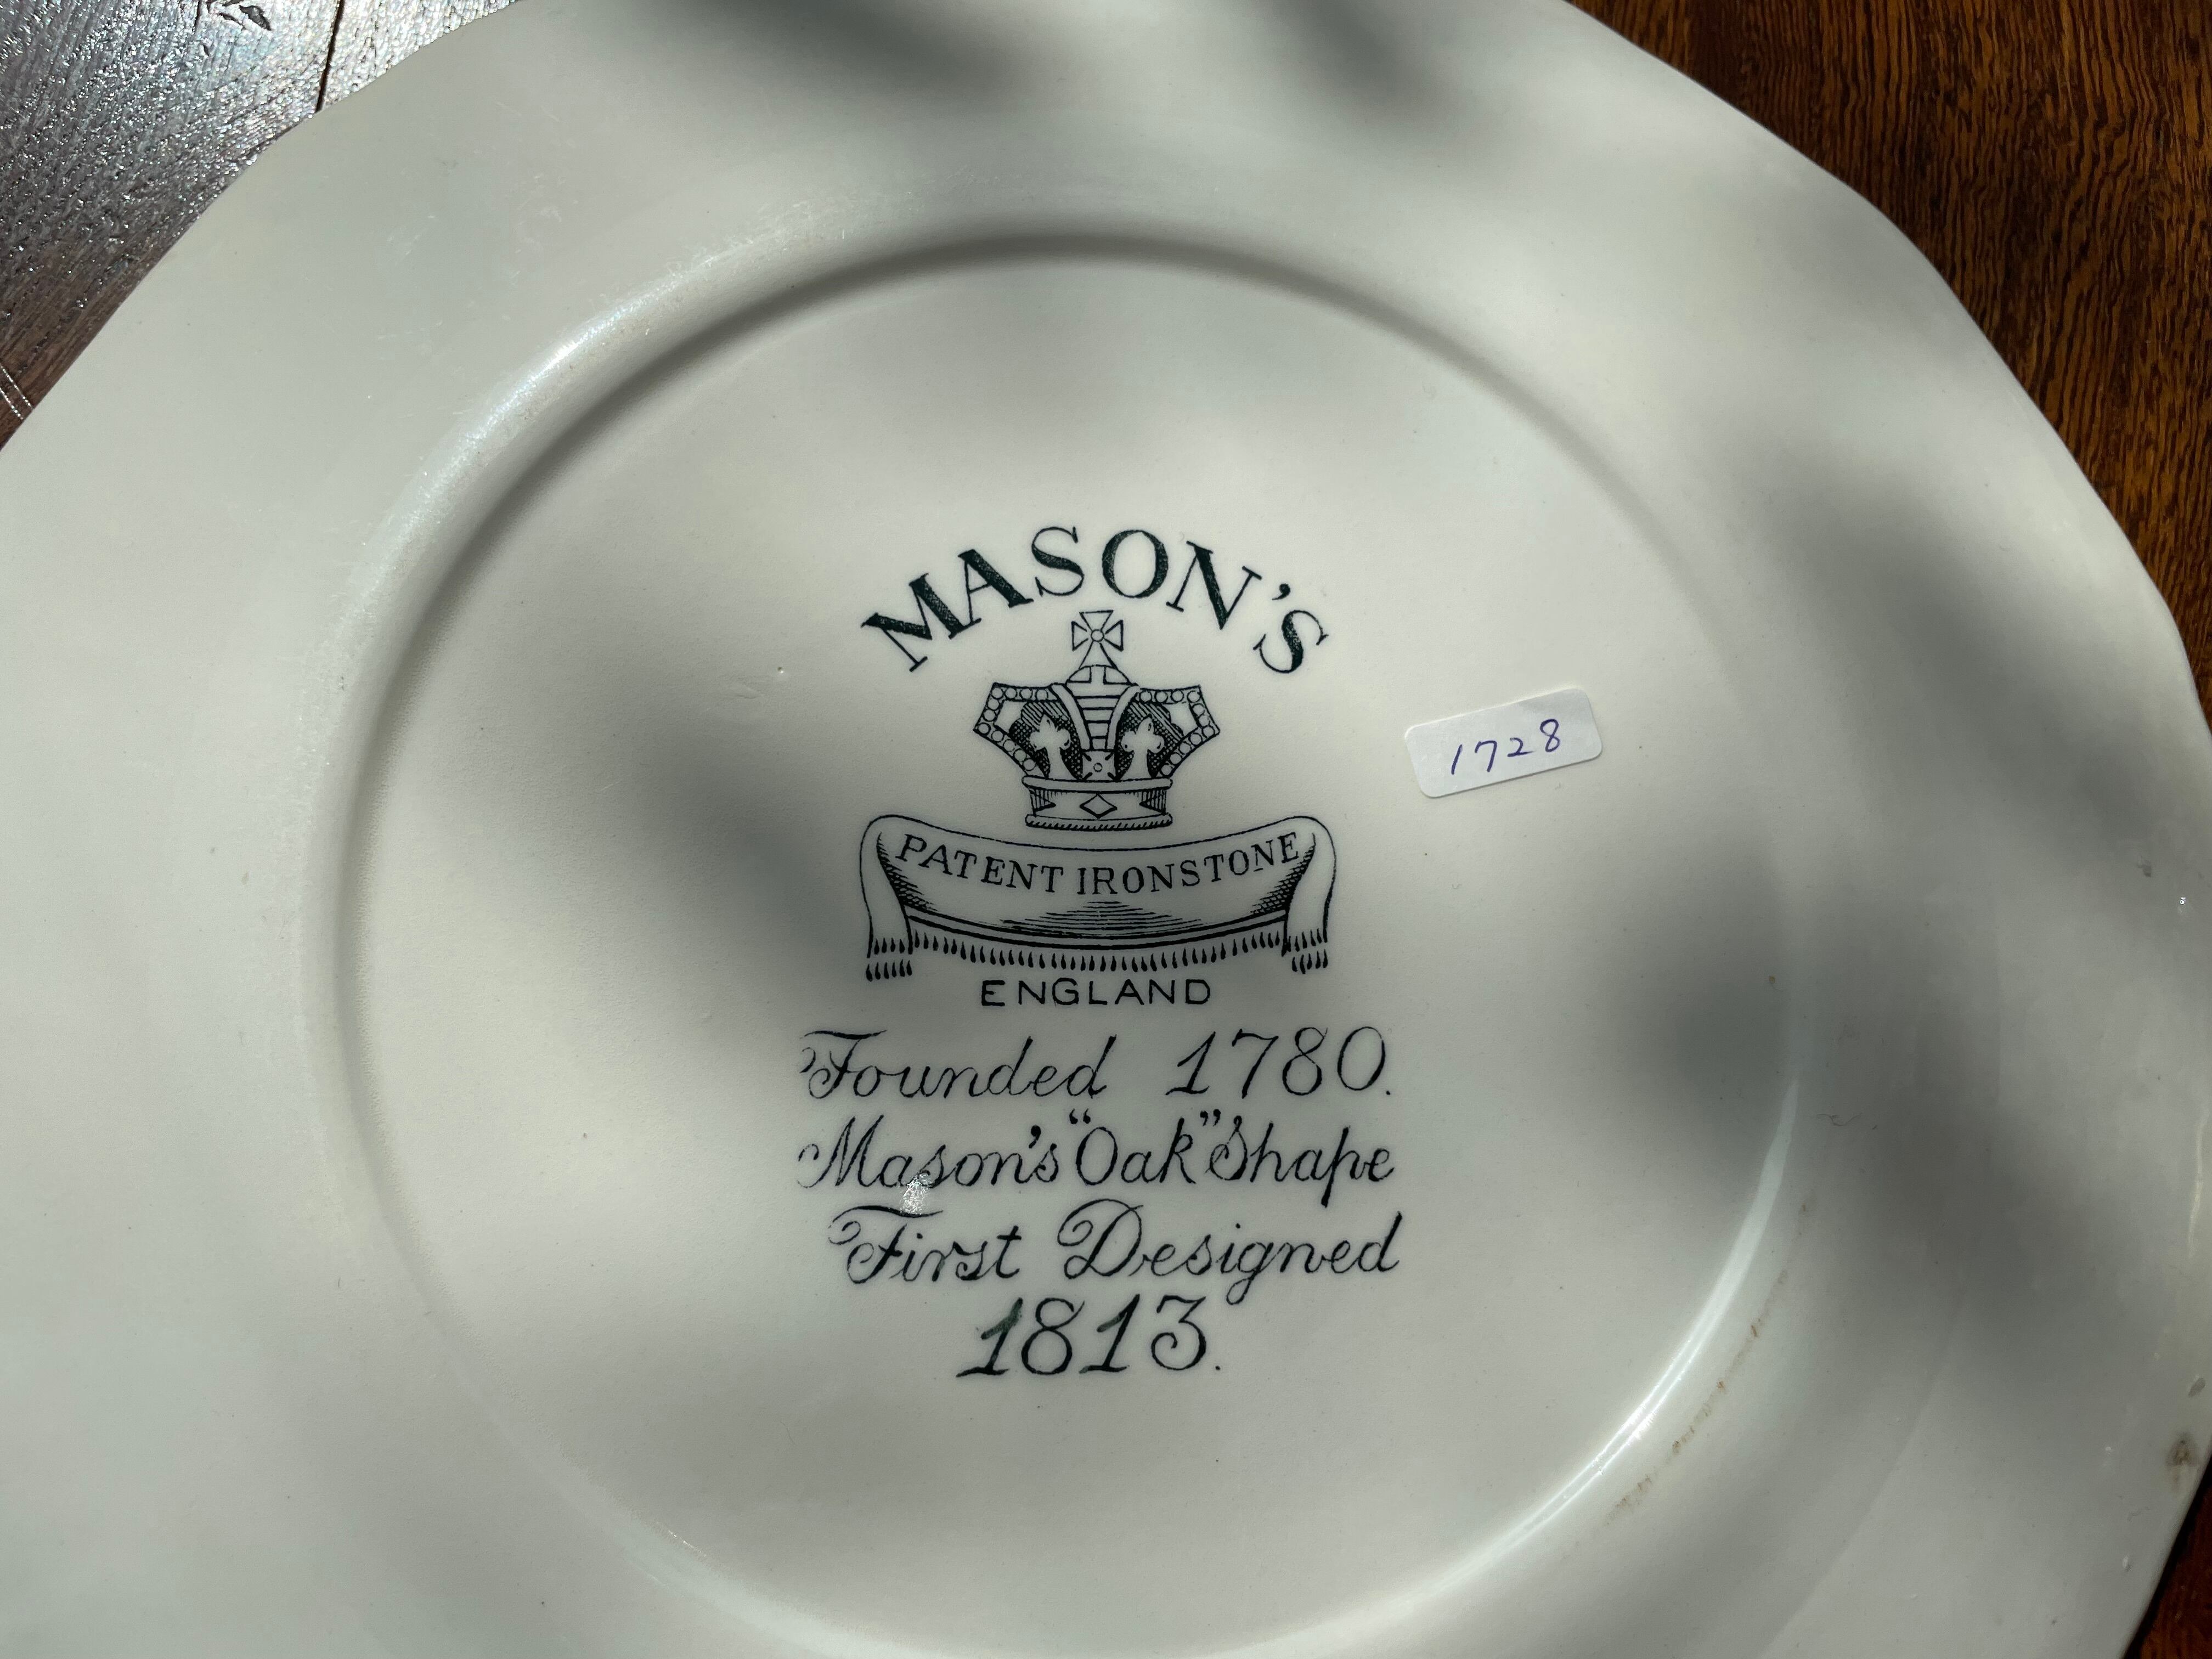 MASON'S
1728
PATENT IRONSTONE
ENGLAND
Founded 1780.
Mason's "Oak" Shape
First Designed
1813.